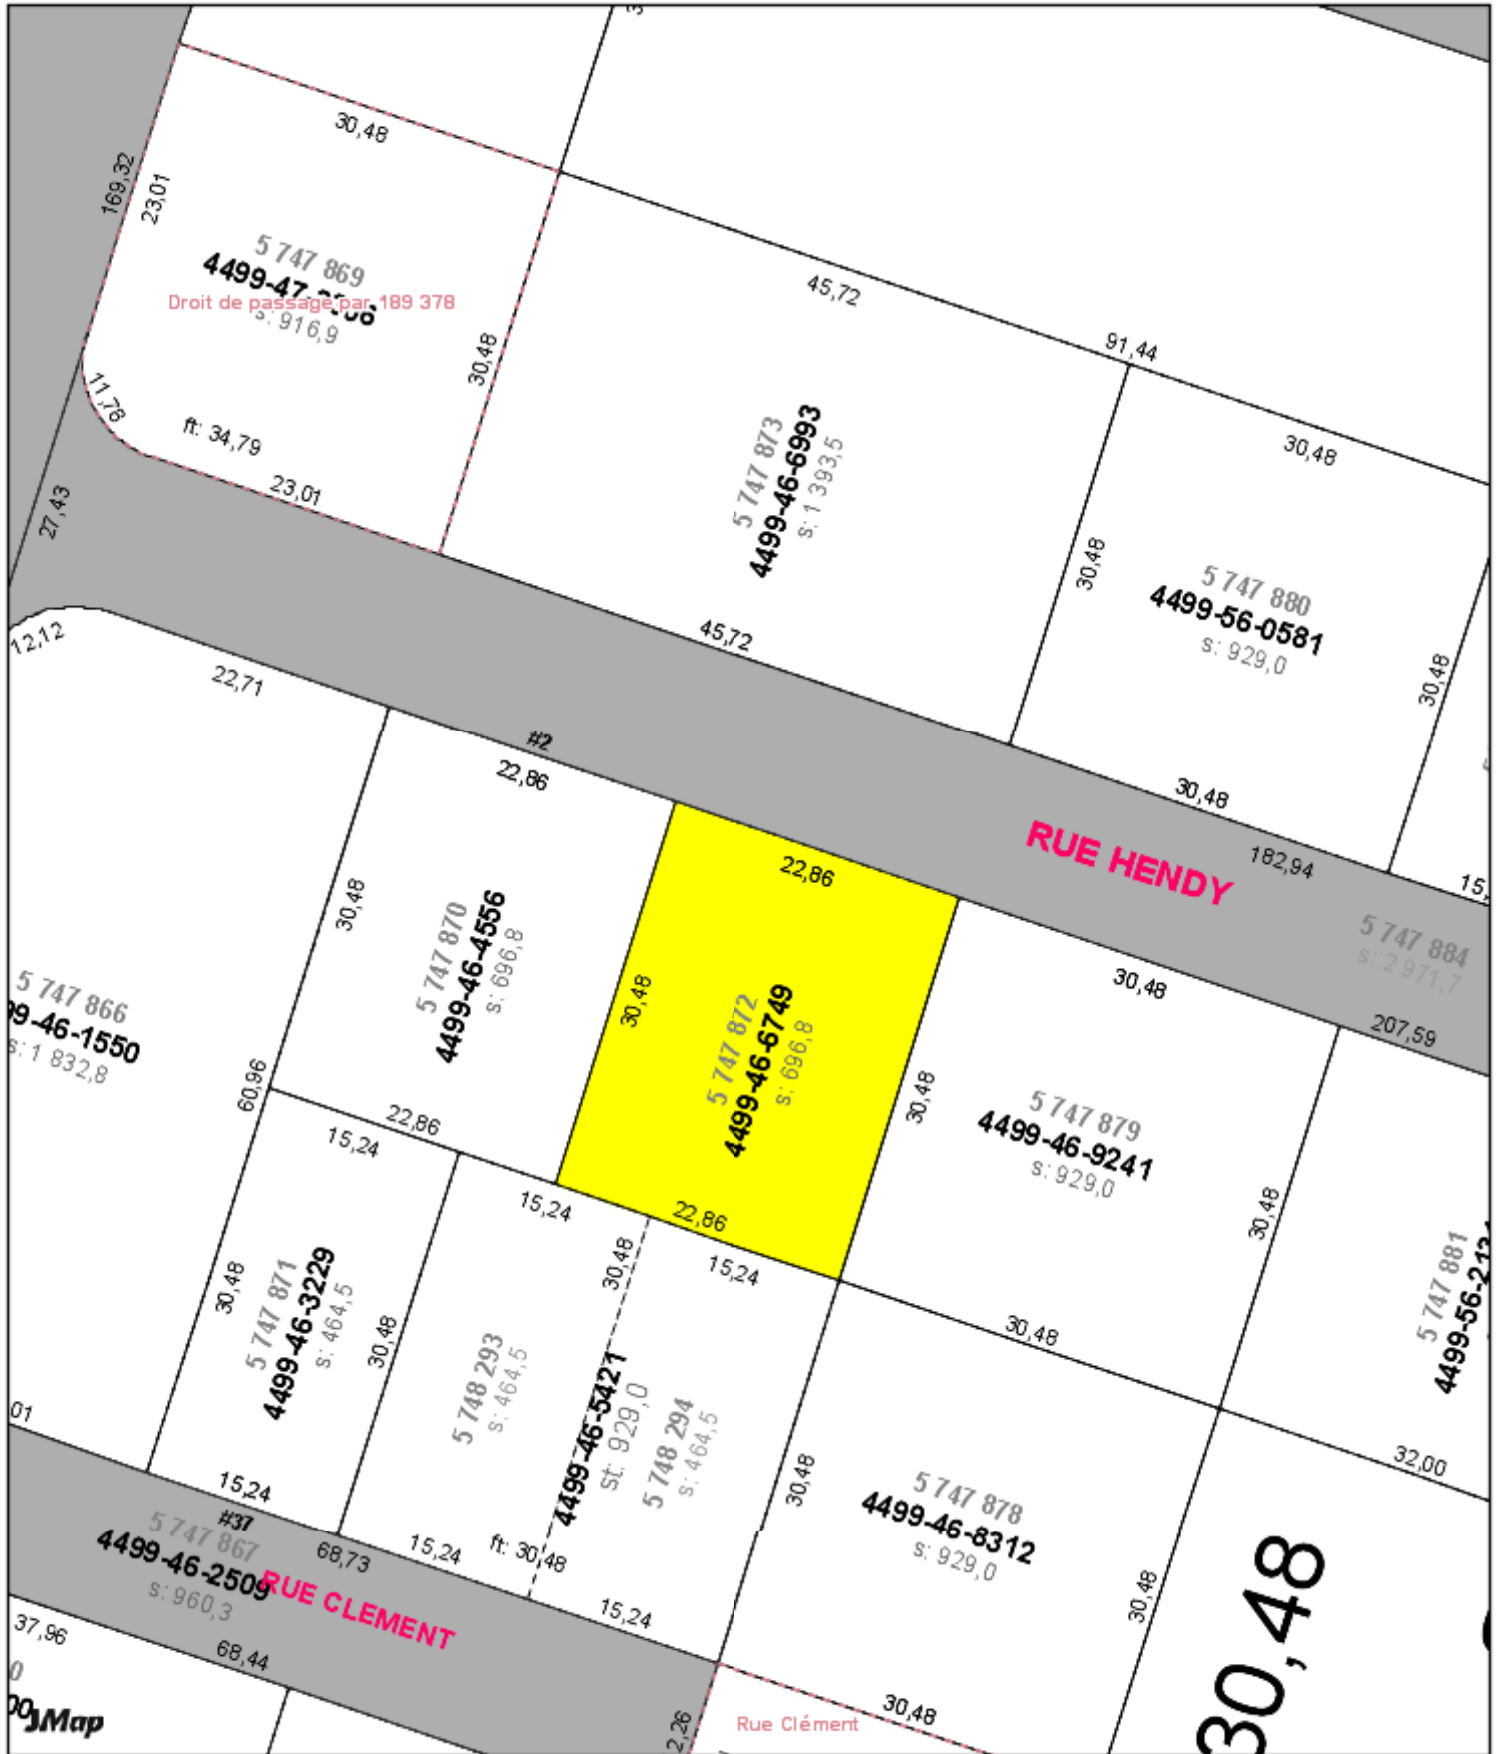 30,48
169,32
23,01
5 747 869
Droit de passage par 189 378
s: 916,9
30,48
11,76
ft: 34,79
23,01
27,43
45,72
91,44
5 747 873
4499-46-6993
s: 1 393,5
45,72
30,48
30,48
5 747 880
4499-56-0581
s: 929,0
30,48
30,48
182,94
RUE HENDY
5 747 884
s: 2 971,7
207,59
12,12
22,71
#2
22,86
30,48
5 747 870
4499-46-4556
s: 696,8
22,86
22,86
30,48
5 747 872
4499-46-6749
s: 696,8
22,86
30,48
30,48
5 747 879
4499-46-9241
s: 929,0
30,48
30,48
5 747 866
99-46-1550
s: 1 832,8
60,96
15,24
30,48
5 747 871
4499-46-3229
s: 464,5
30,48
15,24
15,24
30,48
5 748 293
s: 464,5
4499-46-5421
st: 929,0
5 748 294
s: 464,5
15,24
30,48
5 747 878
4499-46-8312
s: 929,0
30,48
5 747 881
32,00
30,48
01
#37
5 747 867
4499-46-2509
s: 960,3
RUE CLEMENT
68,73
15,24
ft: 30,48
15,24
37,96
68,44
2,26
Rue Clément
30,48
JMap